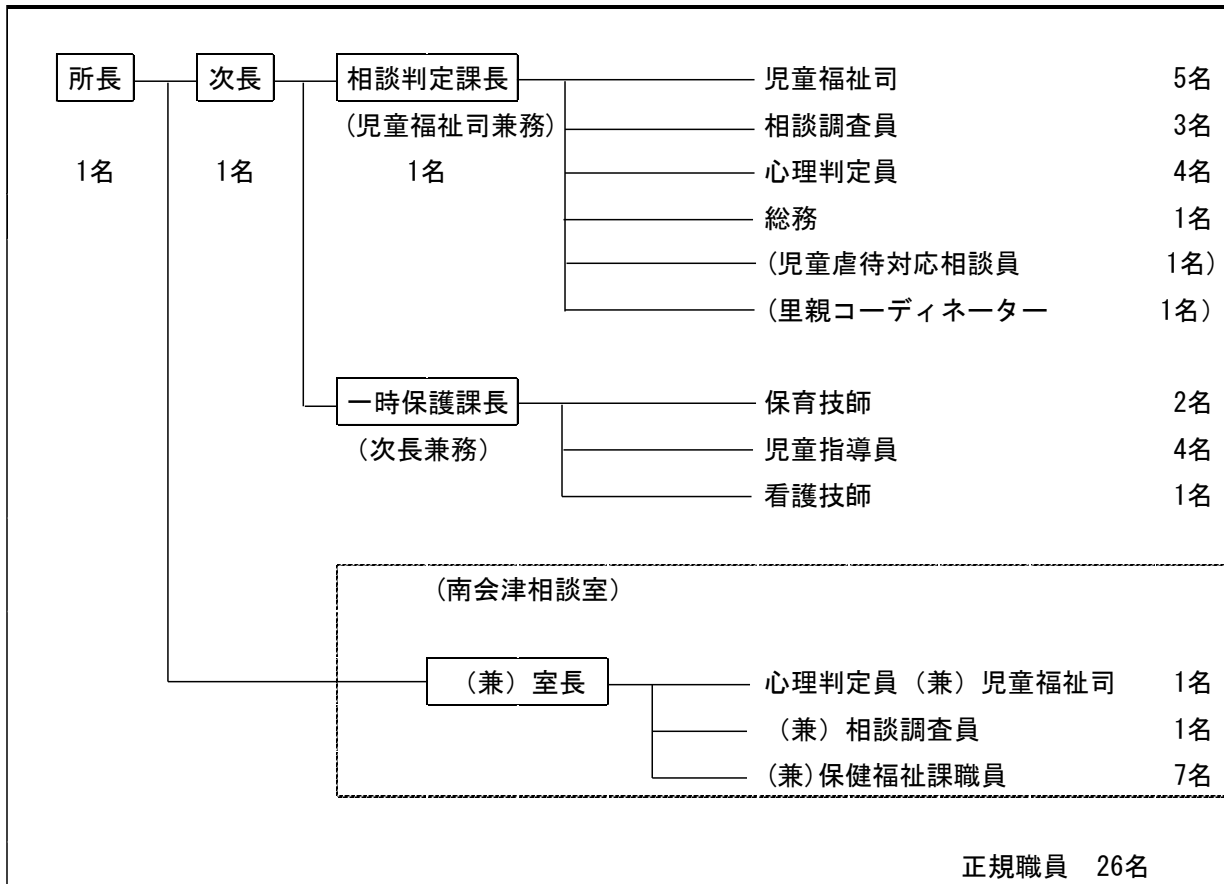 所長 次長 相談判定課長 児童福祉司 5名
(児童福祉司兼務) 相談調査員 3名
1名 1名 1名 心理判定員 4名
総務 1名
(児童虐待対応相談員 1名)
(里親コーディネーター 1名)
一時保護課長 保育技師 2名
(次長兼務) 児童指導員 4名
看護技師 1名
(南会津相談室)
(兼)室長 心理判定員(兼)児童福祉司 1名
(兼)相談調査員 1名
(兼)保健福祉課職員 7名
正規職員 26名